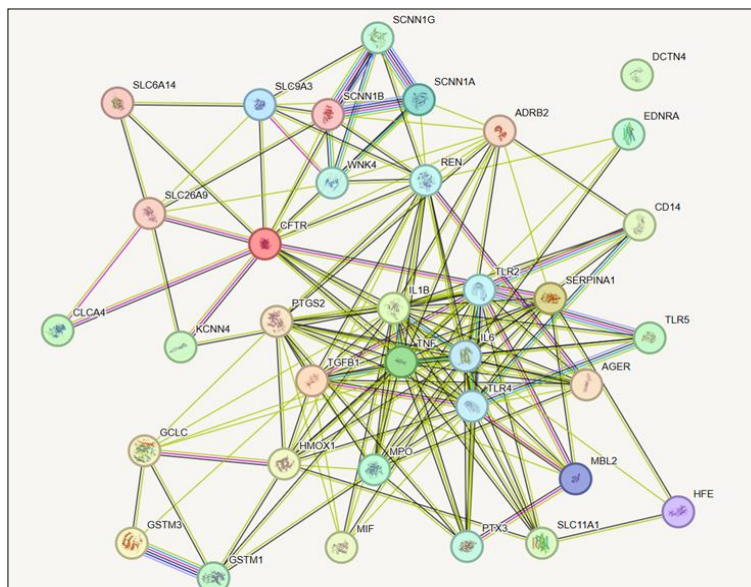 SCNN1G
DCTN4
SLC6A14
SLC9A3
SCNN1B
SCNN1A
ADRB2
EDNRA
WNK4
REN
SLC26A9
CD14
CFTR
TLR2
SERPINA1
IL1B
PTGS2
CLCA4
KCNN4
TNF
IL6
TLR5
TGFB1
TLR4
AGER
GCLC
HMOX1
MPO
MBL2
HFE
GSTM3
MIF
PTX3
SLC11A1
GSTM1